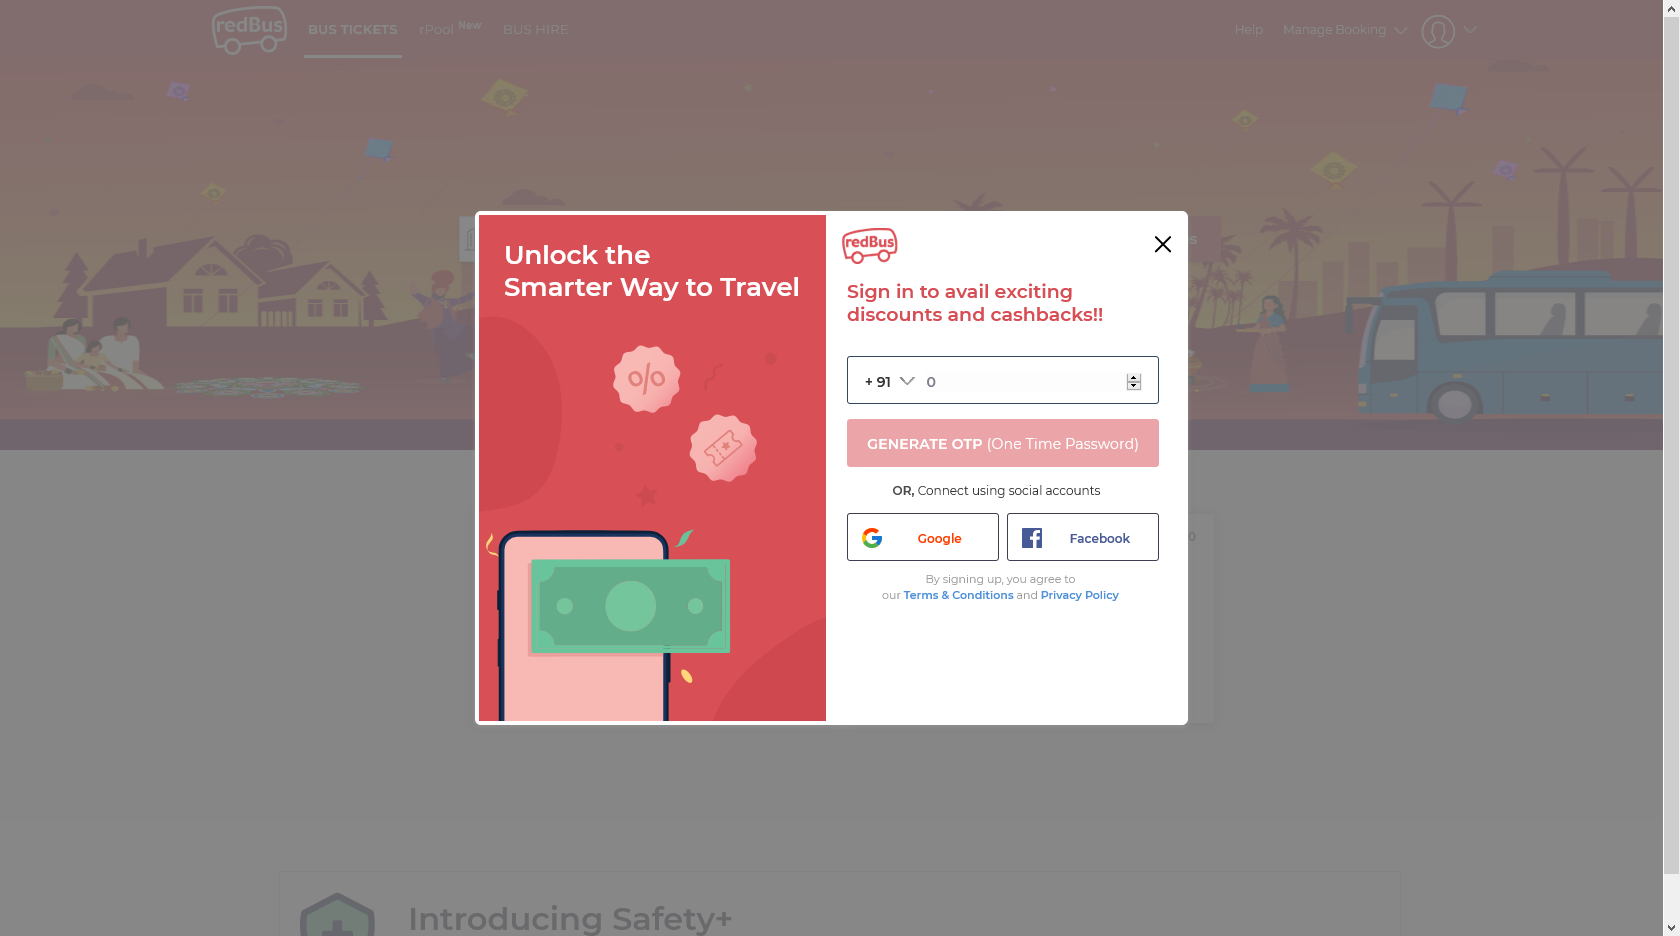 redBus
BUS TICKETS
rPool New
BUS HIRE
Help
Manage Booking
Unlock the
Smarter Way to Travel
redBus
Sign in to avail exciting
discounts and cashbacks!!
+ 91
0
GENERATE OTP (One Time Password)
OR, Connect using social accounts
Google
Facebook
By signing up, you agree to
our Terms & Conditions and Privacy Policy
Introducing Safety+